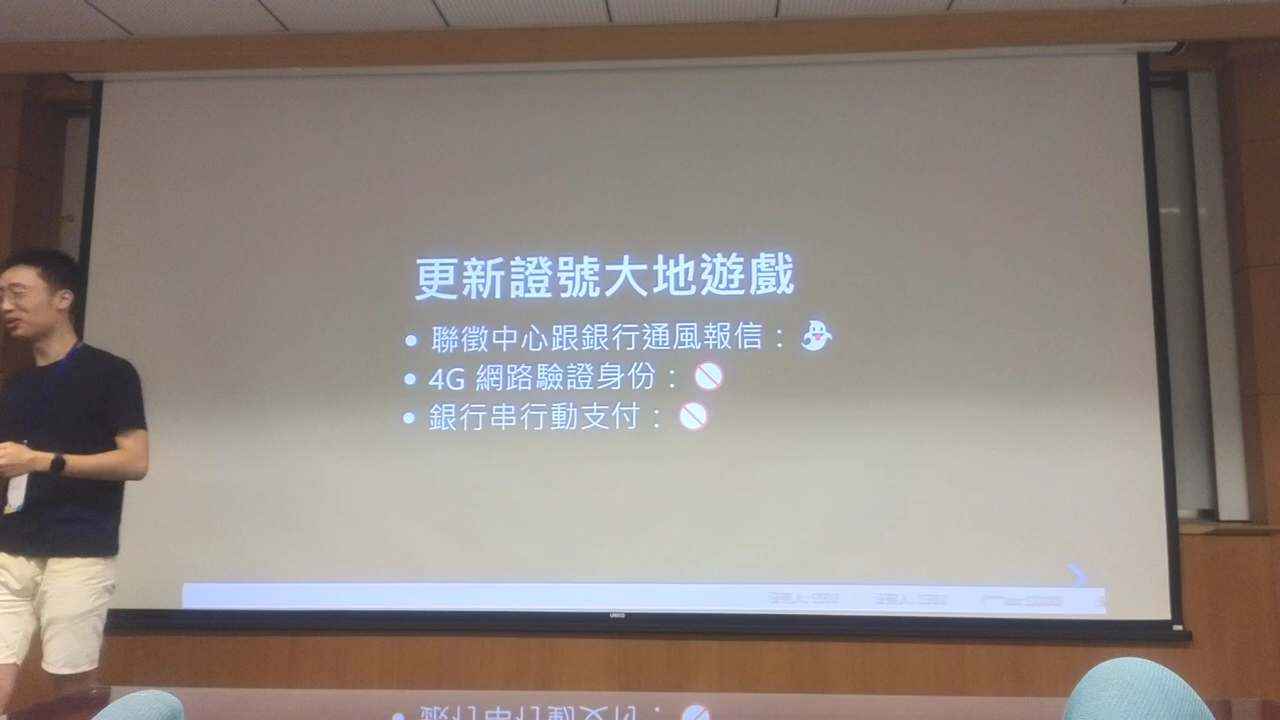 更新證號大地遊戲
• 聯徵中心跟銀行通風報信：👻
• 4G 網路驗證身份：🚫
• 銀行串行動支付：🚫